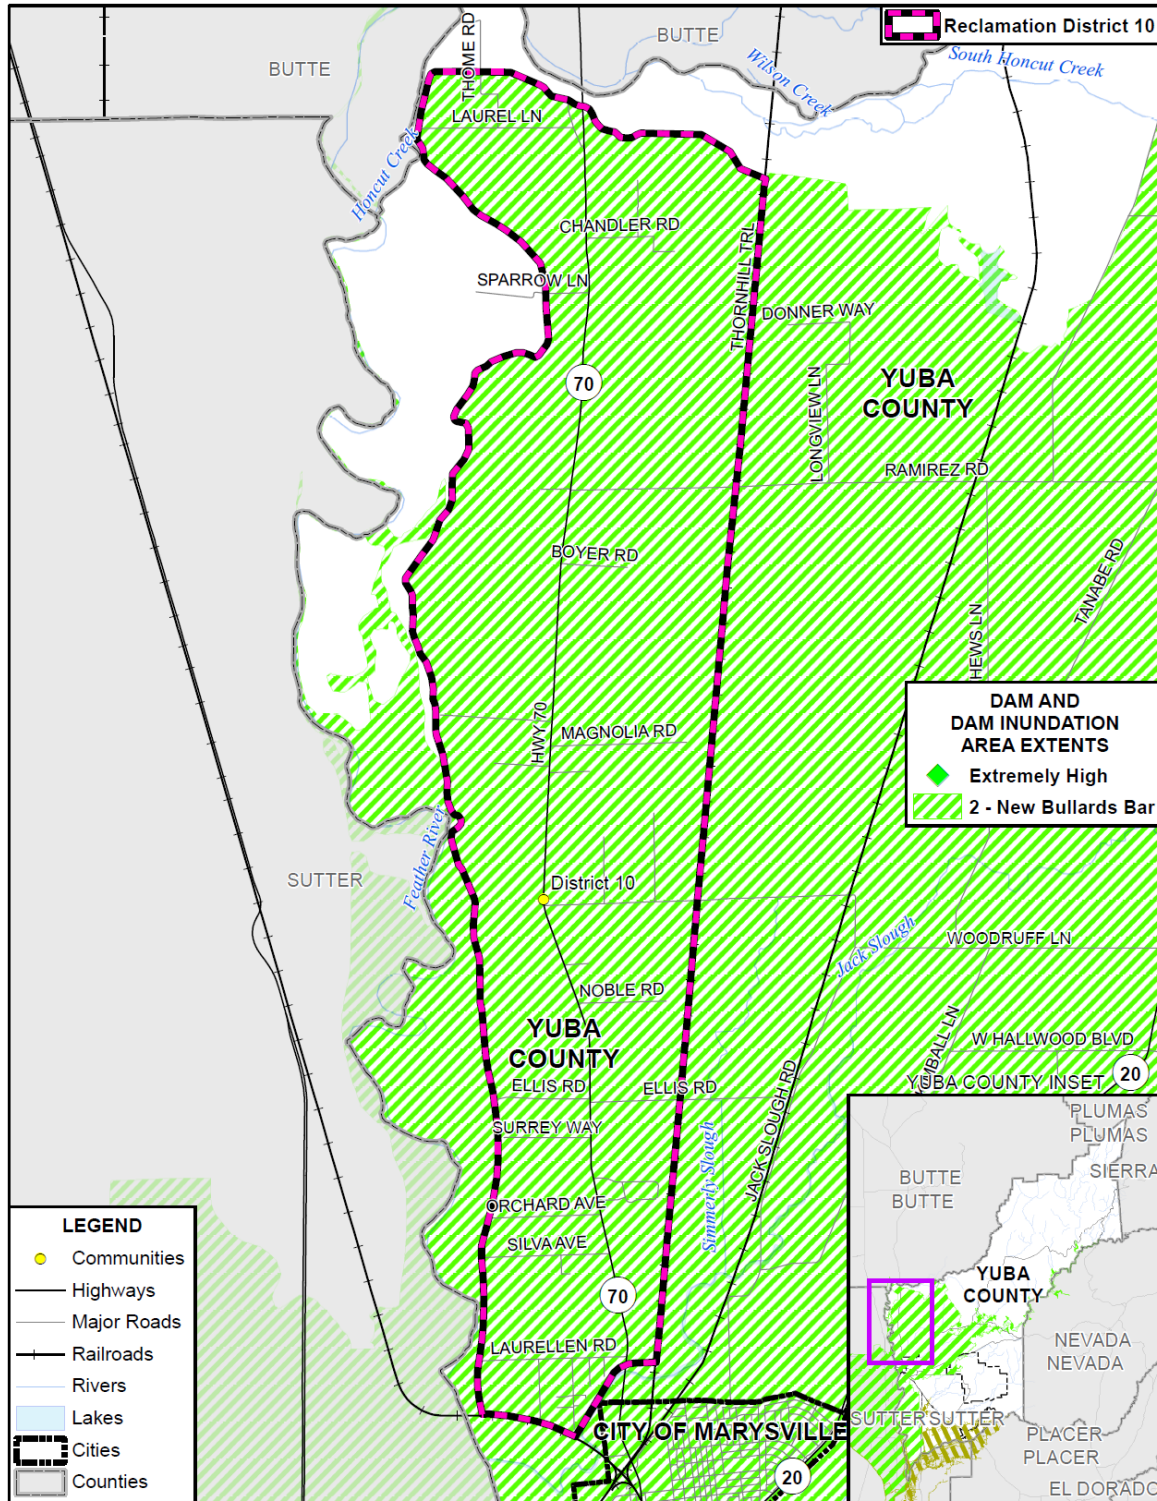 Reclamation District 10
BUTTE
BUTTE
THOME RD
Wilson Creek
South Honcut Creek
LAUREL LN
Honcut Creek
CHANDLER RD
THORNHILL TRL
SPARROW LN
DONNER WAY
70
LONGVIEW LN
YUBA
COUNTY
RAMIREZ RD
BOYER RD
TANABE RD
HEWS LN
DAM AND
DAM INUNDATION
AREA EXTENTS
Extremely High
2 - New Bullards Bar
HWY 70
MAGNOLIA RD
Feather River
SUTTER
District 10
Jack Slough
WOODRUFF LN
NOBLE RD
YUBA
COUNTY
W HALLWOOD BLVD
MBALL LN
20
ELLIS RD
ELLIS RD
YUBA COUNTY INSET
SURREY WAY
JACK SLOUGH RD
Simmerly Slough
ORCHARD AVE
SILVA AVE
70
LAURELLEN RD
CITY OF MARYSVILLE
20
LEGEND
Communities
Highways
Major Roads
Railroads
Rivers
Lakes
Cities
Counties
PLUMAS
PLUMAS
SIERRA
BUTTE
BUTTE
YUBA
COUNTY
NEVADA
NEVADA
SUTTER
SUTTER
PLACER
PLACER
EL DORADO